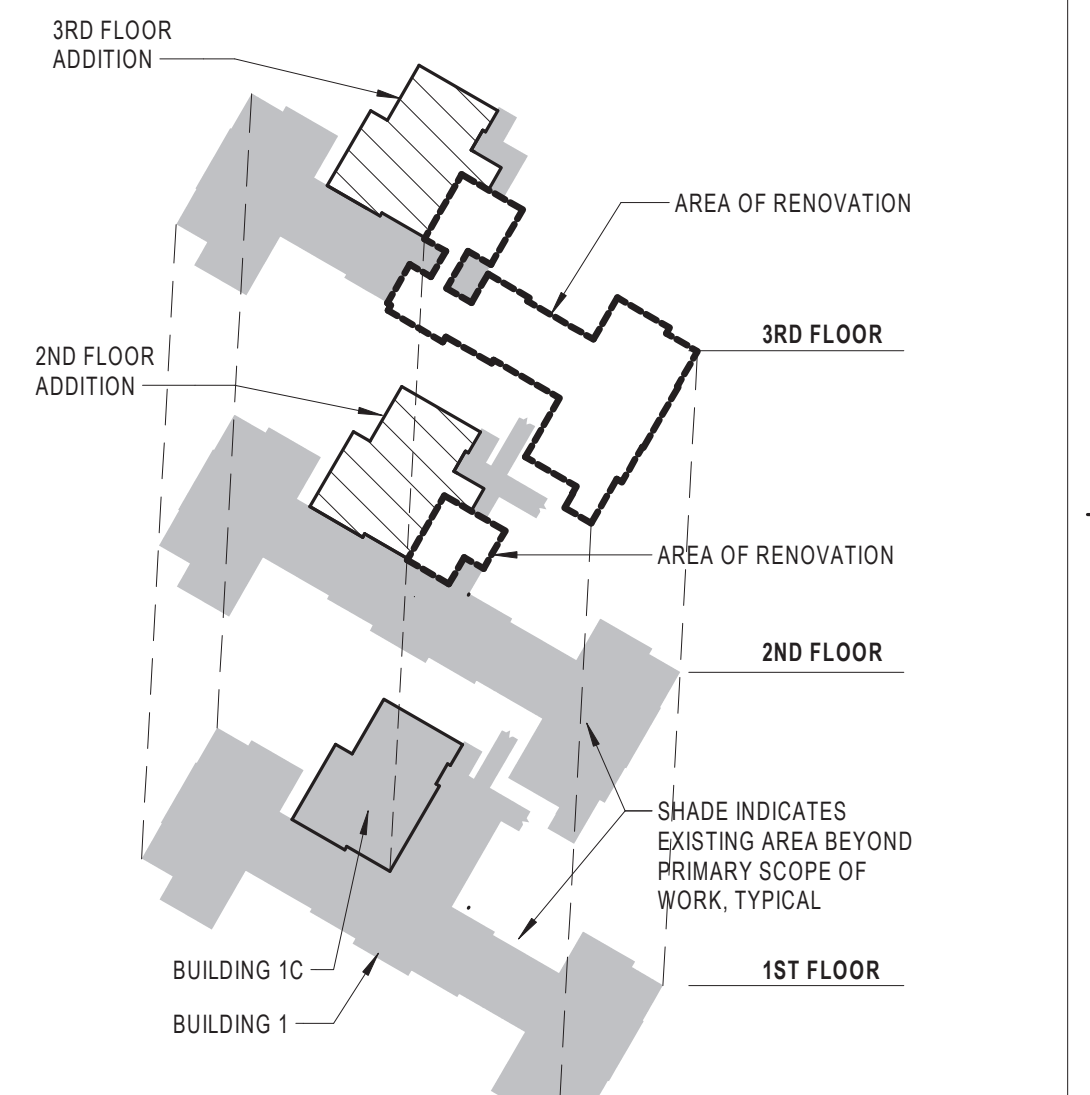 3RD FLOOR
ADDITION
AREA OF RENOVATION
3RD FLOOR
2ND FLOOR
ADDITION
AREA OF RENOVATION
2ND FLOOR
SHADE INDICATES
EXISTING AREA BEYOND
PRIMARY SCOPE OF
WORK, TYPICAL
BUILDING 1C
1ST FLOOR
BUILDING 1